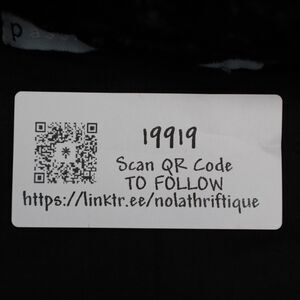 19919
Scan QR Code
TO FOLLOW
https://linktr.ee/nolathriftique